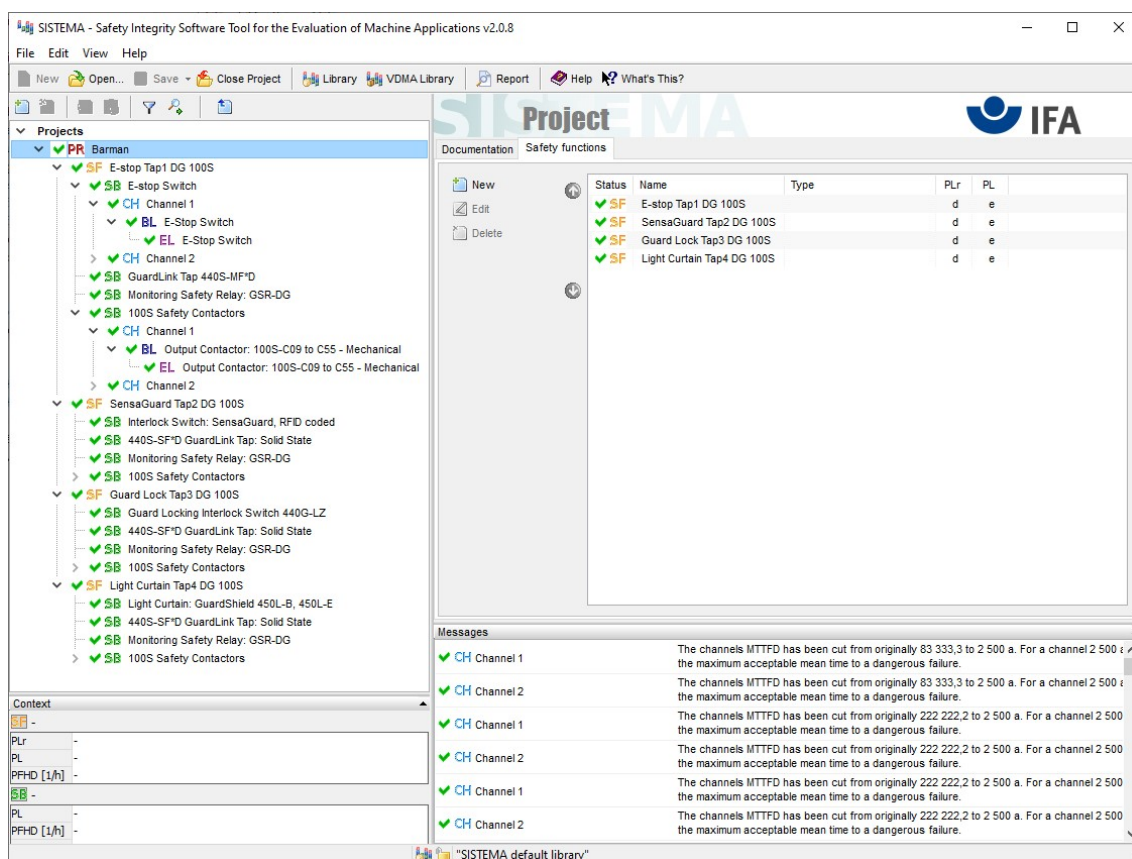 SISTEMA - Safety Integrity Software Tool for the Evaluation of Machine Applications v2.0.8
File Edit View Help
New Open... Save Close Project Library VDMA Library Report Help What's This?
Projects
PR Barman
SF E-stop Tap1 DG 100S
SB E-stop Switch
CH Channel 1
BL E-Stop Switch
EL E-Stop Switch
CH Channel 2
SB GuardLink Tap 440S-MF*D
SB Monitoring Safety Relay: GSR-DG
SB 100S Safety Contactors
CH Channel 1
BL Output Contactor: 100S-C09 to C55 - Mechanical
EL Output Contactor: 100S-C09 to C55 - Mechanical
CH Channel 2
SF SensaGuard Tap2 DG 100S
SB Interlock Switch: SensaGuard, RFID coded
SB 440S-SF*D GuardLink Tap: Solid State
SB Monitoring Safety Relay: GSR-DG
SB 100S Safety Contactors
SF Guard Lock Tap3 DG 100S
SB Guard Locking Interlock Switch 440G-LZ
SB 440S-SF*D GuardLink Tap: Solid State
SB Monitoring Safety Relay: GSR-DG
SB 100S Safety Contactors
SF Light Curtain Tap4 DG 100S
SB Light Curtain: GuardShield 450L-B, 450L-E
SB 440S-SF*D GuardLink Tap: Solid State
SB Monitoring Safety Relay: GSR-DG
SB 100S Safety Contactors
Context
SF -
PLr -
PL -
PFHD [1/h] -
SB -
PL -
PFHD [1/h] -
SISTEMA
Project
IFA
Documentation Safety functions
New
Edit
Delete
Status Name Type PLr PL
SF E-stop Tap1 DG 100S d e
SF SensaGuard Tap2 DG 100S d e
SF Guard Lock Tap3 DG 100S d e
SF Light Curtain Tap4 DG 100S d e
Messages
CH Channel 1 The channels MTTFD has been cut from originally 83 333,3 to 2 500 a. For a channel 2 500 a
the maximum acceptable mean time to a dangerous failure.
CH Channel 2 The channels MTTFD has been cut from originally 83 333,3 to 2 500 a. For a channel 2 500 a
the maximum acceptable mean time to a dangerous failure.
CH Channel 1 The channels MTTFD has been cut from originally 222 222,2 to 2 500 a. For a channel 2 500
the maximum acceptable mean time to a dangerous failure.
CH Channel 2 The channels MTTFD has been cut from originally 222 222,2 to 2 500 a. For a channel 2 500
the maximum acceptable mean time to a dangerous failure.
CH Channel 1 The channels MTTFD has been cut from originally 222 222,2 to 2 500 a. For a channel 2 500
the maximum acceptable mean time to a dangerous failure.
CH Channel 2 The channels MTTFD has been cut from originally 222 222,2 to 2 500 a. For a channel 2 500
the maximum acceptable mean time to a dangerous failure.
"SISTEMA default library"